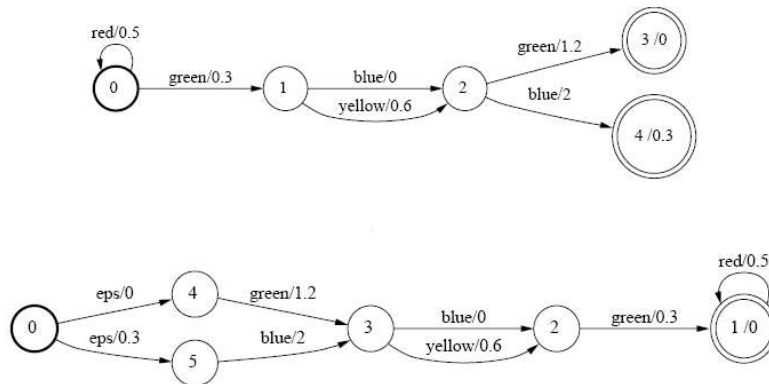 red/0.5
0
green/0.3
1
blue/0
yellow/0.6
2
green/1.2
3 /0
blue/2
4 /0.3
0
eps/0
4
green/1.2
eps/0.3
5
blue/2
3
blue/0
yellow/0.6
2
green/0.3
red/0.5
1 /0